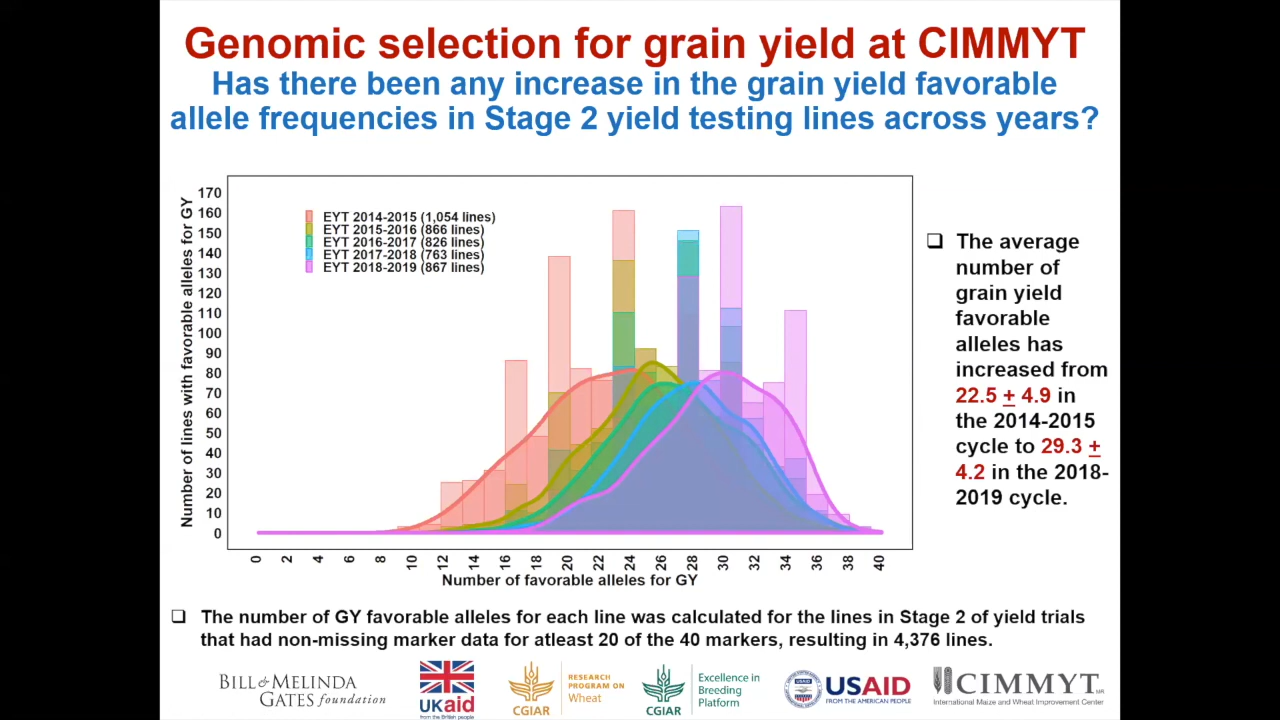 Genomic selection for grain yield at CIMMYT
Has there been any increase in the grain yield favorable
allele frequencies in Stage 2 yield testing lines across years?
Number of lines with favorable alleles for GY
170
160
150
140
130
120
110
100
90
80
70
60
50
40
30
20
10
0
EYT 2014-2015 (1,054 lines)
EYT 2015-2016 (866 lines)
EYT 2016-2017 (826 lines)
EYT 2017-2018 (763 lines)
EYT 2018-2019 (867 lines)
0 2 4 6 8 10 12 14 16 18 20 22 24 26 28 30 32 34 36 38 40
Number of favorable alleles for GY
❑ The average
number of
grain yield
favorable
alleles has
increased from
22.5 ± 4.9 in
the 2014-2015
cycle to 29.3 ±
4.2 in the 2018-
2019 cycle.
❑ The number of GY favorable alleles for each line was calculated for the lines in Stage 2 of yield trials
that had non-missing marker data for atleast 20 of the 40 markers, resulting in 4,376 lines.
BILL & MELINDA
GATES foundation
UKaid
from the British people
CGIAR
RESEARCH
PROGRAM ON
Wheat
CGIAR
Excellence in
Breeding
Platform
USAID
FROM THE AMERICAN PEOPLE
CIMMYT
International Maize and Wheat Improvement Center